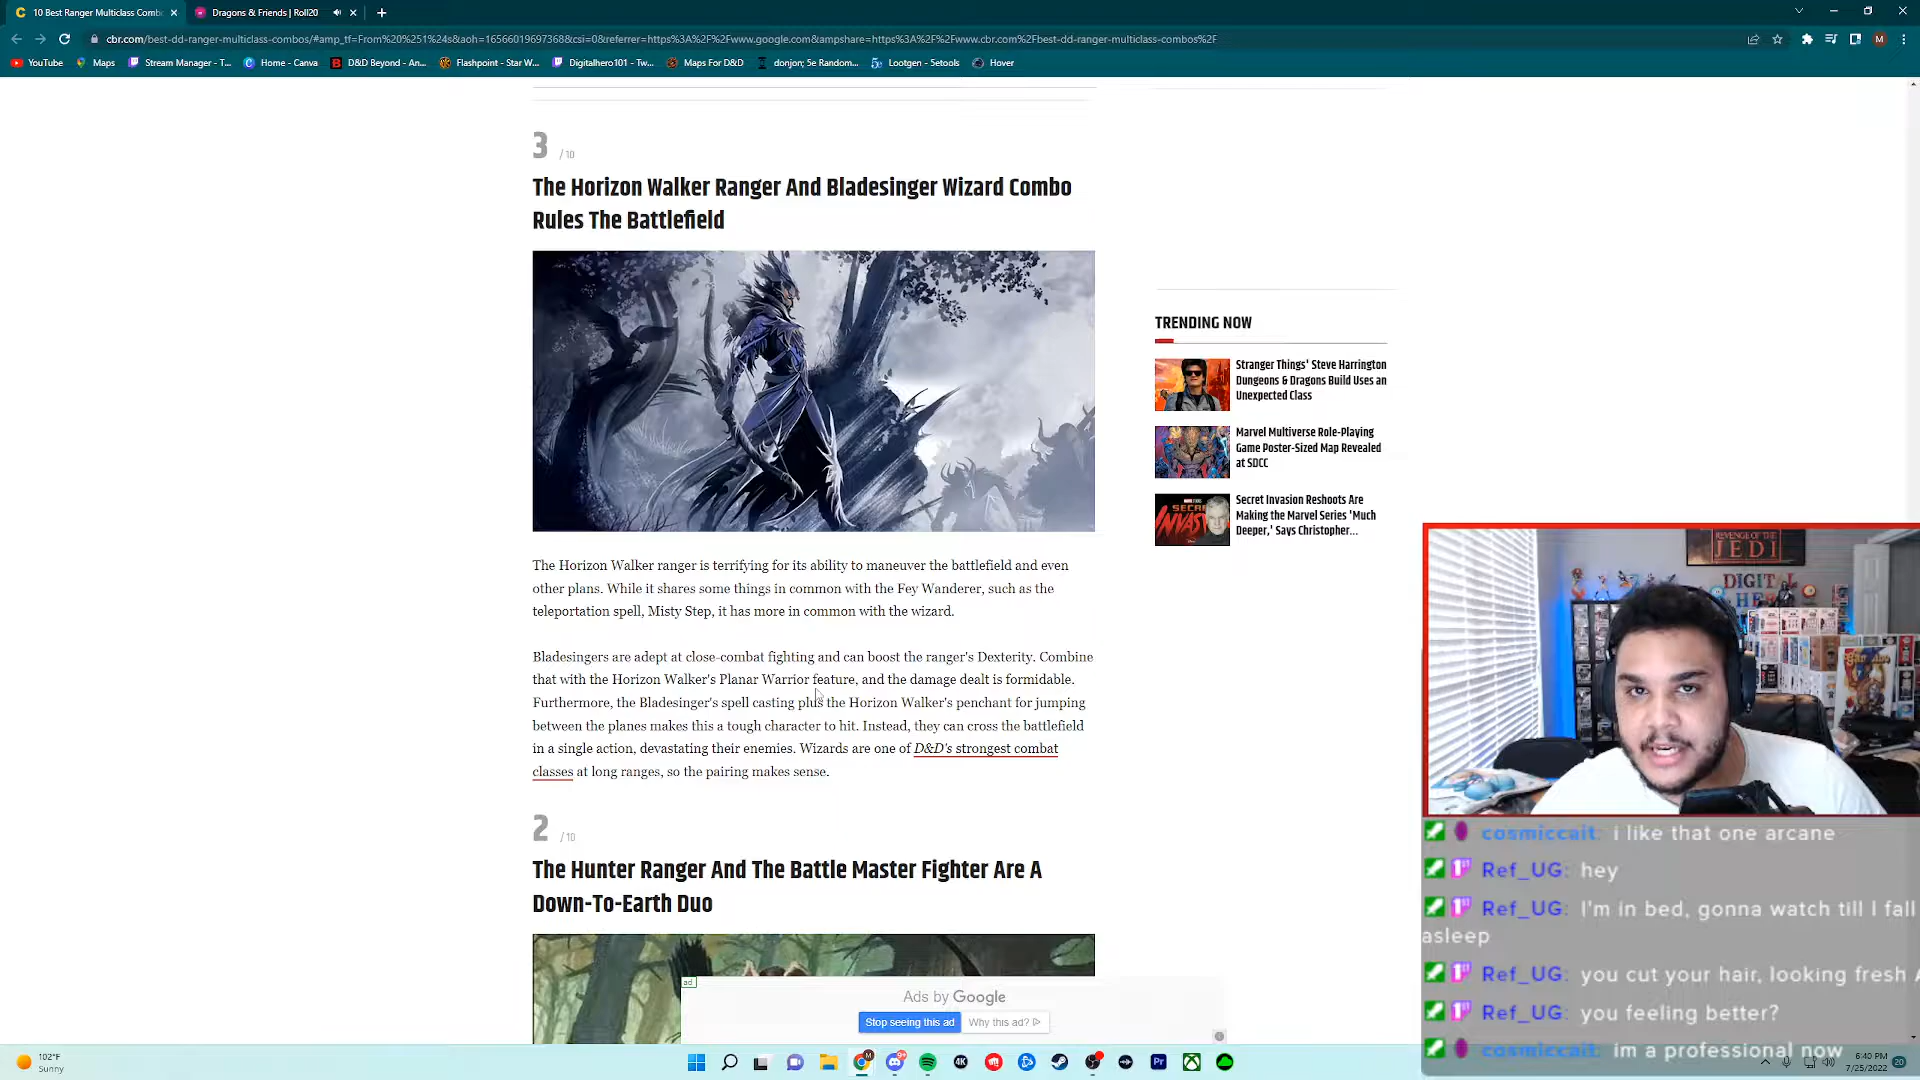 10 Best Ranger Multiclass Comb
Dragons & Friends | Roll20
cbr.com/best-dd-ranger-multiclass-combos/#amp_tf=From%20%251%24s&aoh=16566019697368&csi=0&referrer=https%3A%2F%2Fwww.google.com&ampshare=https%3A%2F%2Fwww.cbr.com%2Fbest-dd-ranger-multiclass-combos%2F
M
YouTube
Maps
Stream Manager - T...
Home - Canva
D&D Beyond - An...
Flashpoint - Star W...
Digitalhero101 - Tw...
Maps For D&D
donjon; 5e Random...
Lootgen - 5etools
Hover
3 / 10
The Horizon Walker Ranger And Bladesinger Wizard Combo
Rules The Battlefield
The Horizon Walker ranger is terrifying for its ability to maneuver the battlefield and even
other plans. While it shares some things in common with the Fey Wanderer, such as the
teleportation spell, Misty Step, it has more in common with the wizard.
Bladesingers are adept at close-combat fighting and can boost the ranger's Dexterity. Combine
that with the Horizon Walker's Planar Warrior feature, and the damage dealt is formidable.
Furthermore, the Bladesinger's spell casting plus the Horizon Walker's penchant for jumping
between the planes makes this a tough character to hit. Instead, they can cross the battlefield
in a single action, devastating their enemies. Wizards are one of D&D's strongest combat
classes at long ranges, so the pairing makes sense.
2 / 10
The Hunter Ranger And The Battle Master Fighter Are A
Down-To-Earth Duo
ad
Ads by Google
Stop seeing this ad
Why this ad?
TRENDING NOW
Stranger Things' Steve Harrington
Dungeons & Dragons Build Uses an
Unexpected Class
Marvel Multiverse Role-Playing
Game Poster-Sized Map Revealed
at SDCC
Secret Invasion Reshoots Are
Making the Marvel Series 'Much
Deeper,' Says Christopher...
REVENGE OF THE
JEDI
DIGIT
cosmiccait: i like that one arcane
Ref_UG: hey
Ref_UG: I'm in bed, gonna watch till I fall
asleep
Ref_UG: you cut your hair, looking fresh
Ref_UG: you feeling better?
cosmiccait: im a professional now
102°F
Sunny
4K
Pr
6:40 PM
7/25/2022
20